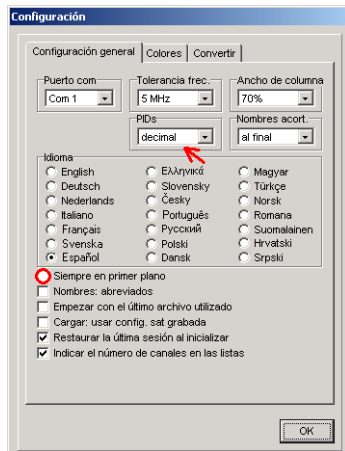 Configuración
Configuración general Colores Convertir
Puerto com Tolerancia frec. Ancho de columna
Com 1 5 MHz 70%
PIDs Nombres acort.
decimal al final
Idioma
English Ελληνικά Magyar
Deutsch Slovensky Türkçe
Nederlands Česky Norsk
Italiano Português Romana
Français Русский Suomalainen
Svenska Polski Hrvatski
Español Dansk Srpski
Siempre en primer plano
Nombres: abreviados
Empezar con el último archivo utilizado
Cargar: usar config. sat grabada
Restaurar la última sesión al inicializar
Indicar el número de canales en las listas
OK